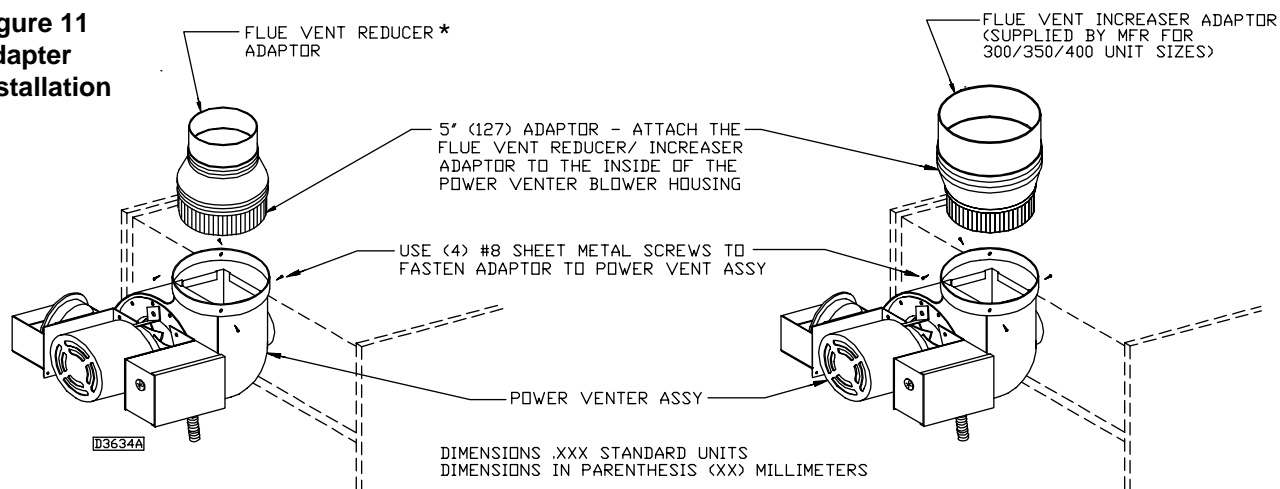 gure 11
dapter
stallation
FLUE VENT REDUCER *
ADAPTOR
FLUE VENT INCREASER ADAPTOR
(SUPPLIED BY MFR FOR
300/350/400 UNIT SIZES)
5" (127) ADAPTOR - ATTACH THE
FLUE VENT REDUCER/ INCREASER
ADAPTOR TO THE INSIDE OF THE
POWER VENTER BLOWER HOUSING
USE (4) #8 SHEET METAL SCREWS TO
FASTEN ADAPTOR TO POWER VENT ASSY
POWER VENTER ASSY
D3634A
DIMENSIONS .XXX STANDARD UNITS
DIMENSIONS IN PARENTHESIS (XX) MILLIMETERS